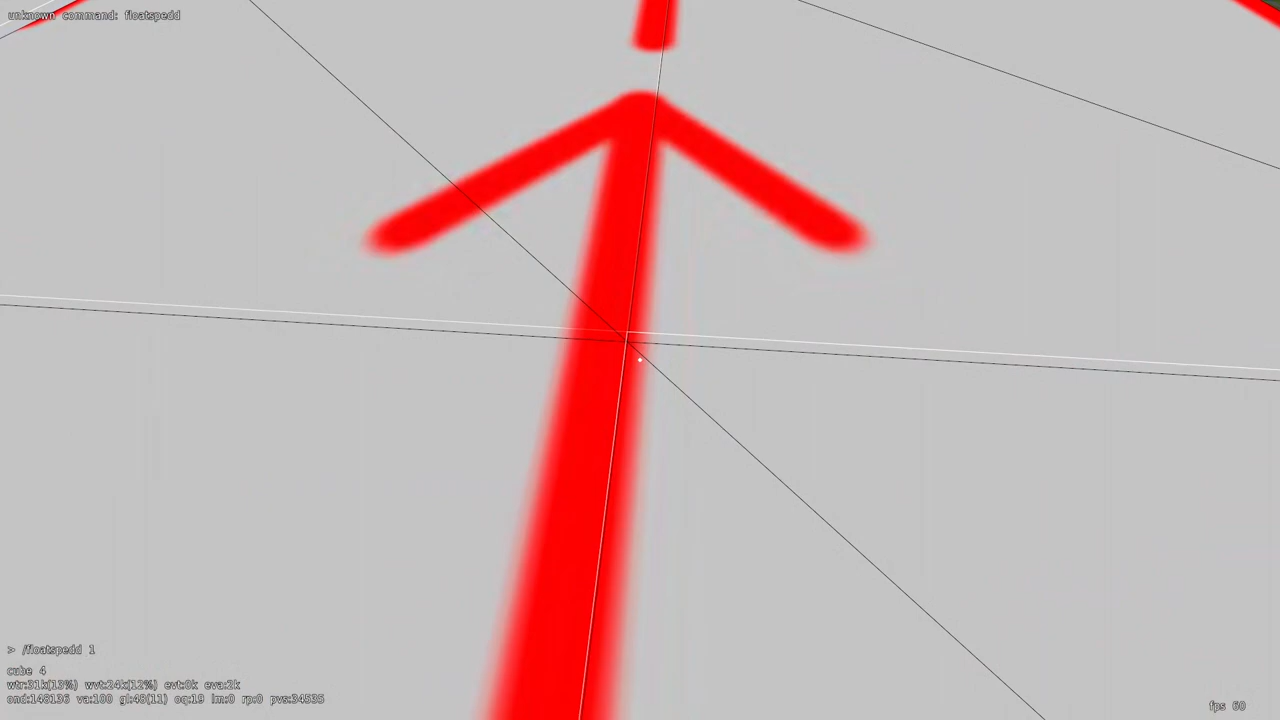 unknown command: floatspedd
> /floatspedd 1
cube 4
wtr:31k(13%) wvt:24k(12%) evt:0k eva:2k
ond:148136 va:100 gl:48(11) oq:19 lm:0 rp:0 pvs:34535
fps 60